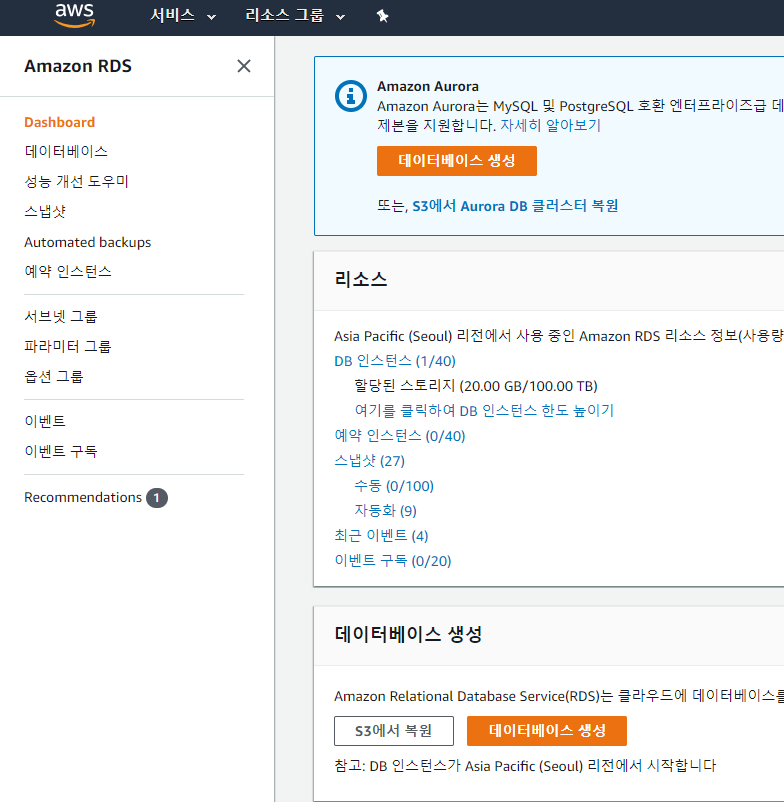 aws
서비스
리소스 그룹
Amazon RDS
Dashboard
데이터베이스
성능 개선 도우미
스냅샷
Automated backups
예약 인스턴스
서브넷 그룹
파라미터 그룹
옵션 그룹
이벤트
이벤트 구독
Recommendations 1
Amazon Aurora
Amazon Aurora는 MySQL 및 PostgreSQL 호환 엔터프라이즈급 데
제본을 지원합니다. 자세히 알아보기
데이터베이스 생성
또는, S3에서 Aurora DB 클러스터 복원
리소스
Asia Pacific (Seoul) 리전에서 사용 중인 Amazon RDS 리소스 정보(사용량
DB 인스턴스 (1/40)
할당된 스토리지 (20.00 GB/100.00 TB)
여기를 클릭하여 DB 인스턴스 한도 높이기
예약 인스턴스 (0/40)
스냅샷 (27)
수동 (0/100)
자동화 (9)
최근 이벤트 (4)
이벤트 구독 (0/20)
데이터베이스 생성
Amazon Relational Database Service(RDS)는 클라우드에 데이터베이스를
S3에서 복원
데이터베이스 생성
참고: DB 인스턴스가 Asia Pacific (Seoul) 리전에서 시작합니다